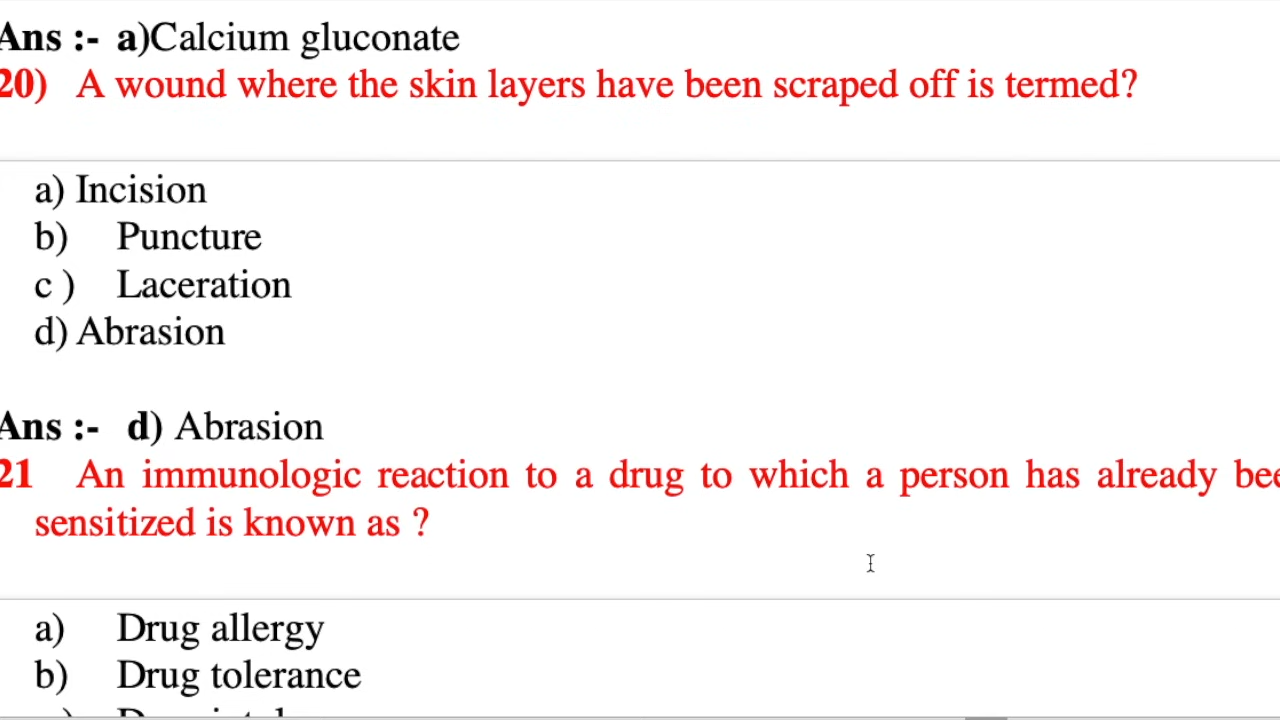 Ans :- a)Calcium gluconate
20) A wound where the skin layers have been scraped off is termed?
a) Incision
b) Puncture
c ) Laceration
d) Abrasion
Ans :- d) Abrasion
21 An immunologic reaction to a drug to which a person has already
sensitized is known as ?
a) Drug allergy
b) Drug tolerance